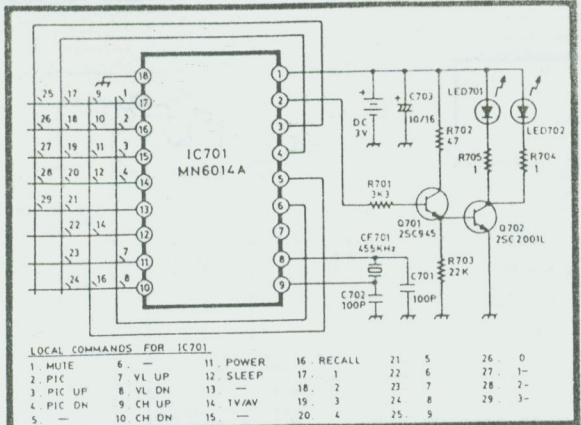 25 17 9 1
26 18 10 2
27 19 11 3
28 20 12 4
29 21
22 14
23 7
24 16 8
18
17
16
15
14
13
12
11
10
IC701
MN6014A
1
2
3
4
5
6
7
8
9
+
DC
3V
+
C703
10/16
R702
47
LED701
LED702
R705
1
R704
1
R701
3K3
Q701
2SC945
Q702
2SC2001L
R703
22K
CF701
455KHz
C702
100P
C701
100P
LOCAL COMMANDS FOR IC701
1. MUTE 6. — 11. POWER 16. RECALL 21 5 26. 0
2. PIC 7 VL UP 12. SLEEP 17. 1 22 6 27. 1-
3. PIC UP 8. VL DN 13. — 18. 2 23 7 28. 2-
4. PIC DN 9. CH UP 14. TV/AV 19. 3 24 8 29. 3-
5. — 10. CH DN 15. — 20. 4 25. 9